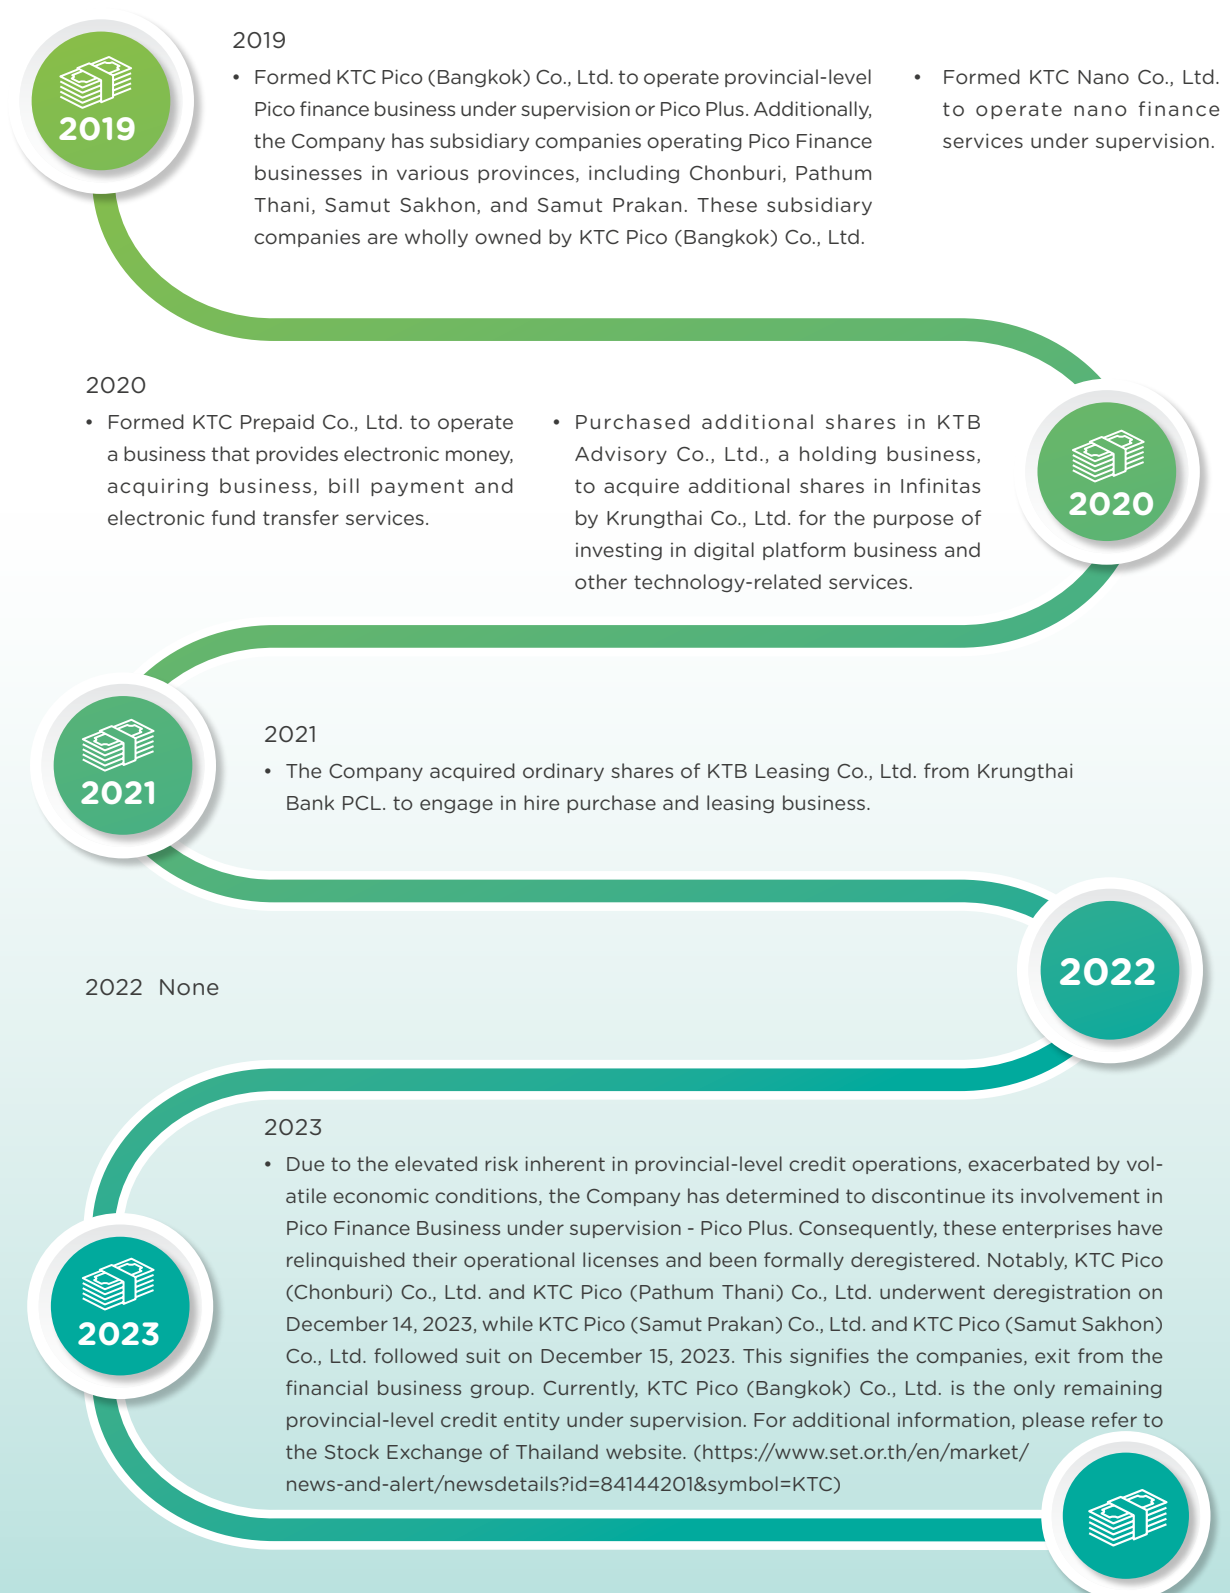 2019
2019
• Formed KTC Pico (Bangkok) Co., Ltd. to operate provincial-level
Pico finance business under supervision or Pico Plus. Additionally,
the Company has subsidiary companies operating Pico Finance
businesses in various provinces, including Chonburi, Pathum
Thani, Samut Sakhon, and Samut Prakan. These subsidiary
companies are wholly owned by KTC Pico (Bangkok) Co., Ltd.
• Formed KTC Nano Co., Ltd.
to operate nano finance
services under supervision.
2020
• Formed KTC Prepaid Co., Ltd. to operate
a business that provides electronic money,
acquiring business, bill payment and
electronic fund transfer services.
• Purchased additional shares in KTB
Advisory Co., Ltd., a holding business,
to acquire additional shares in Infinitas
by Krungthai Co., Ltd. for the purpose of
investing in digital platform business and
other technology-related services.
2020
2021
2021
• The Company acquired ordinary shares of KTB Leasing Co., Ltd. from Krungthai
Bank PCL. to engage in hire purchase and leasing business.
2022 None
2022
2023
2023
• Due to the elevated risk inherent in provincial-level credit operations, exacerbated by vol-
atile economic conditions, the Company has determined to discontinue its involvement in
Pico Finance Business under supervision - Pico Plus. Consequently, these enterprises have
relinquished their operational licenses and been formally deregistered. Notably, KTC Pico
(Chonburi) Co., Ltd. and KTC Pico (Pathum Thani) Co., Ltd. underwent deregistration on
December 14, 2023, while KTC Pico (Samut Prakan) Co., Ltd. and KTC Pico (Samut Sakhon)
Co., Ltd. followed suit on December 15, 2023. This signifies the companies, exit from the
financial business group. Currently, KTC Pico (Bangkok) Co., Ltd. is the only remaining
provincial-level credit entity under supervision. For additional information, please refer to
the Stock Exchange of Thailand website. (https://www.set.or.th/en/market/
news-and-alert/newsdetails?id=84144201&symbol=KTC)